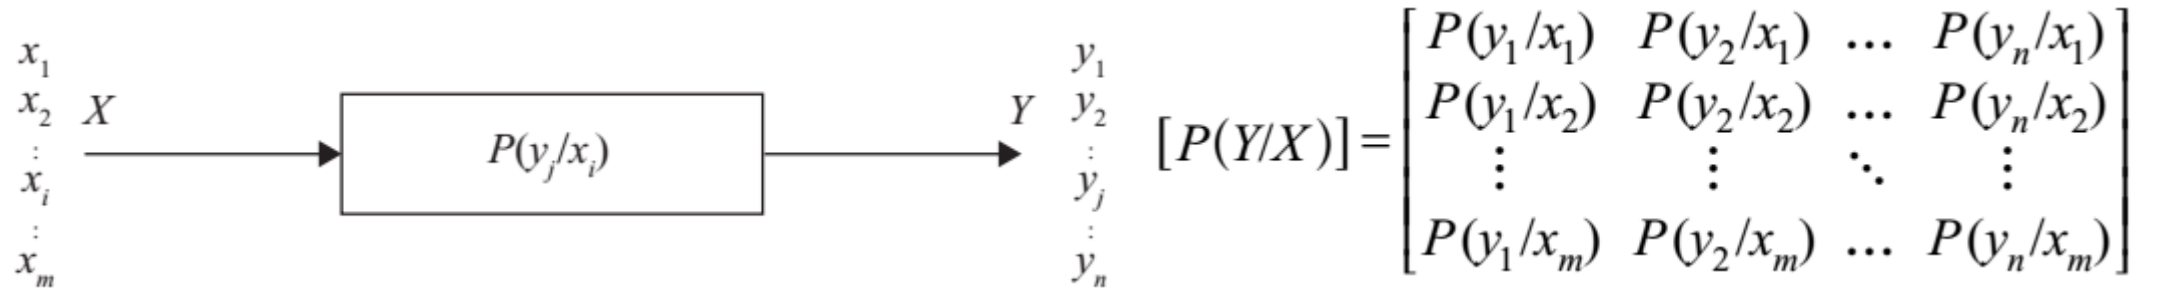 x₁
x₂
⋮
xᵢ
⋮
xₘ
X
P(yⱼ/xᵢ)
Y
y₁
y₂
⋮
yⱼ
⋮
yₙ
[P(Y/X)] =
P(y₁/x₁) P(y₂/x₁) … P(yₙ/x₁)
P(y₁/x₂) P(y₂/x₂) … P(yₙ/x₂)
⋮ ⋮ ⋱ ⋮
P(y₁/xₘ) P(y₂/xₘ) … P(yₙ/xₘ)